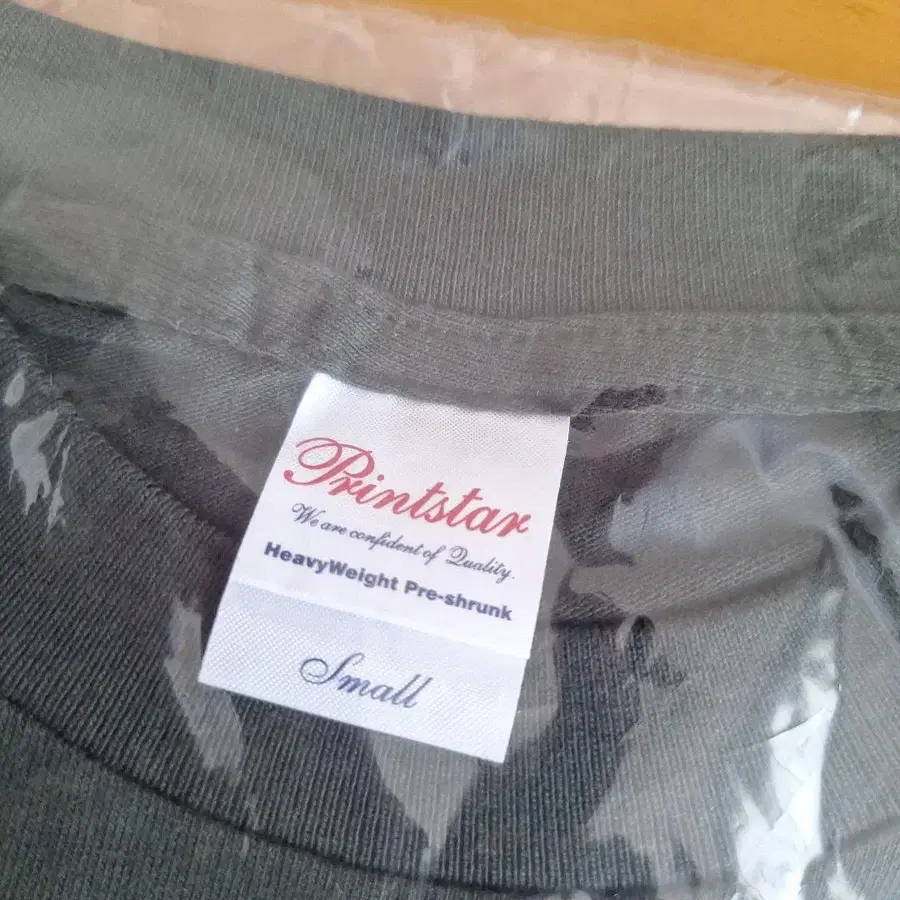 Printstar
We are confident of Quality.
HeavyWeight Pre-shrunk
Small